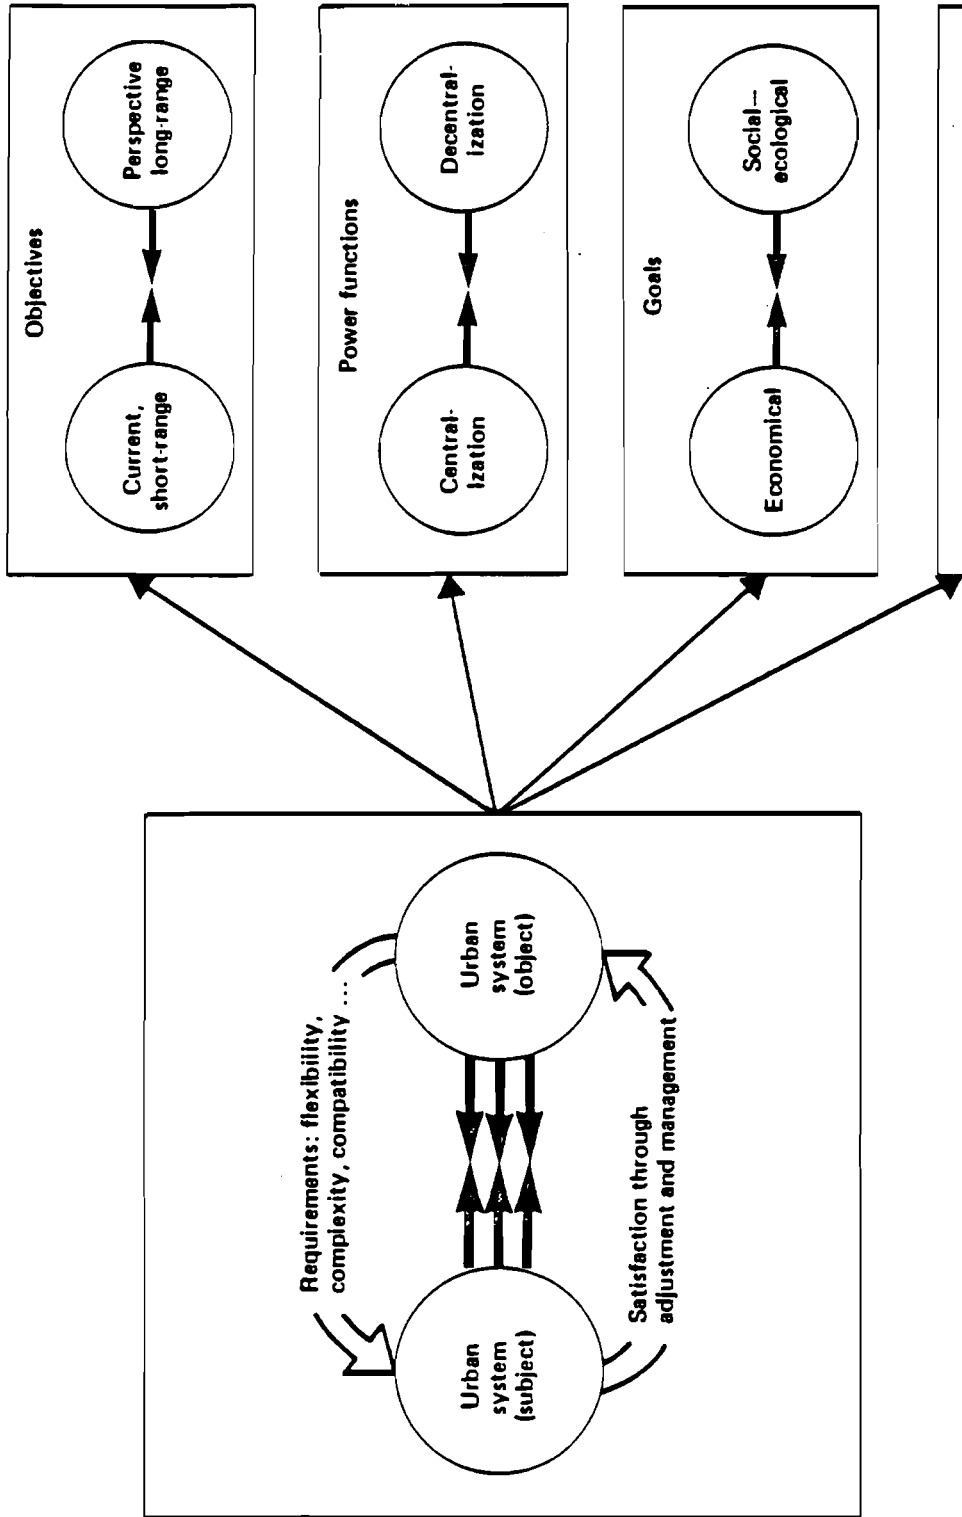 Requirements: flexibility,
complexity, compatibility ...
Urban
system
(subject)
Urban
system
(object)
Satisfaction through
adjustment and management
Objectives
Current,
short-range
Perspective
long-range
Power functions
Central-
ization
Decentral-
ization
Goals
Economical
Social—
ecological